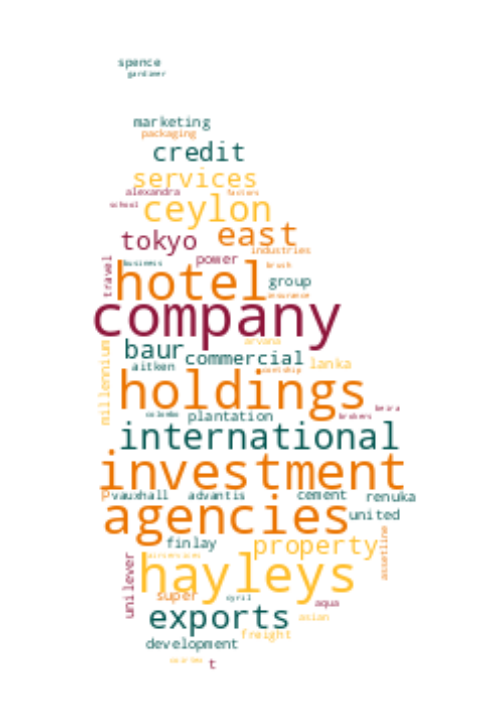 spence
gardiner
marketing
packaging
credit
services
alexandra factors
school ceylon
tokyo east
industries
travel business power brush
hotel group
insurance
company
arvana
millennium baur commercial lanka
aitken
holdings
beira
colombo plantation brokers
international
investment
p vauxhall advantis cement renuka
agencies united
finlay property assetline
hayleys
unilever super cyril
aqua
exports asian
freight
development
t